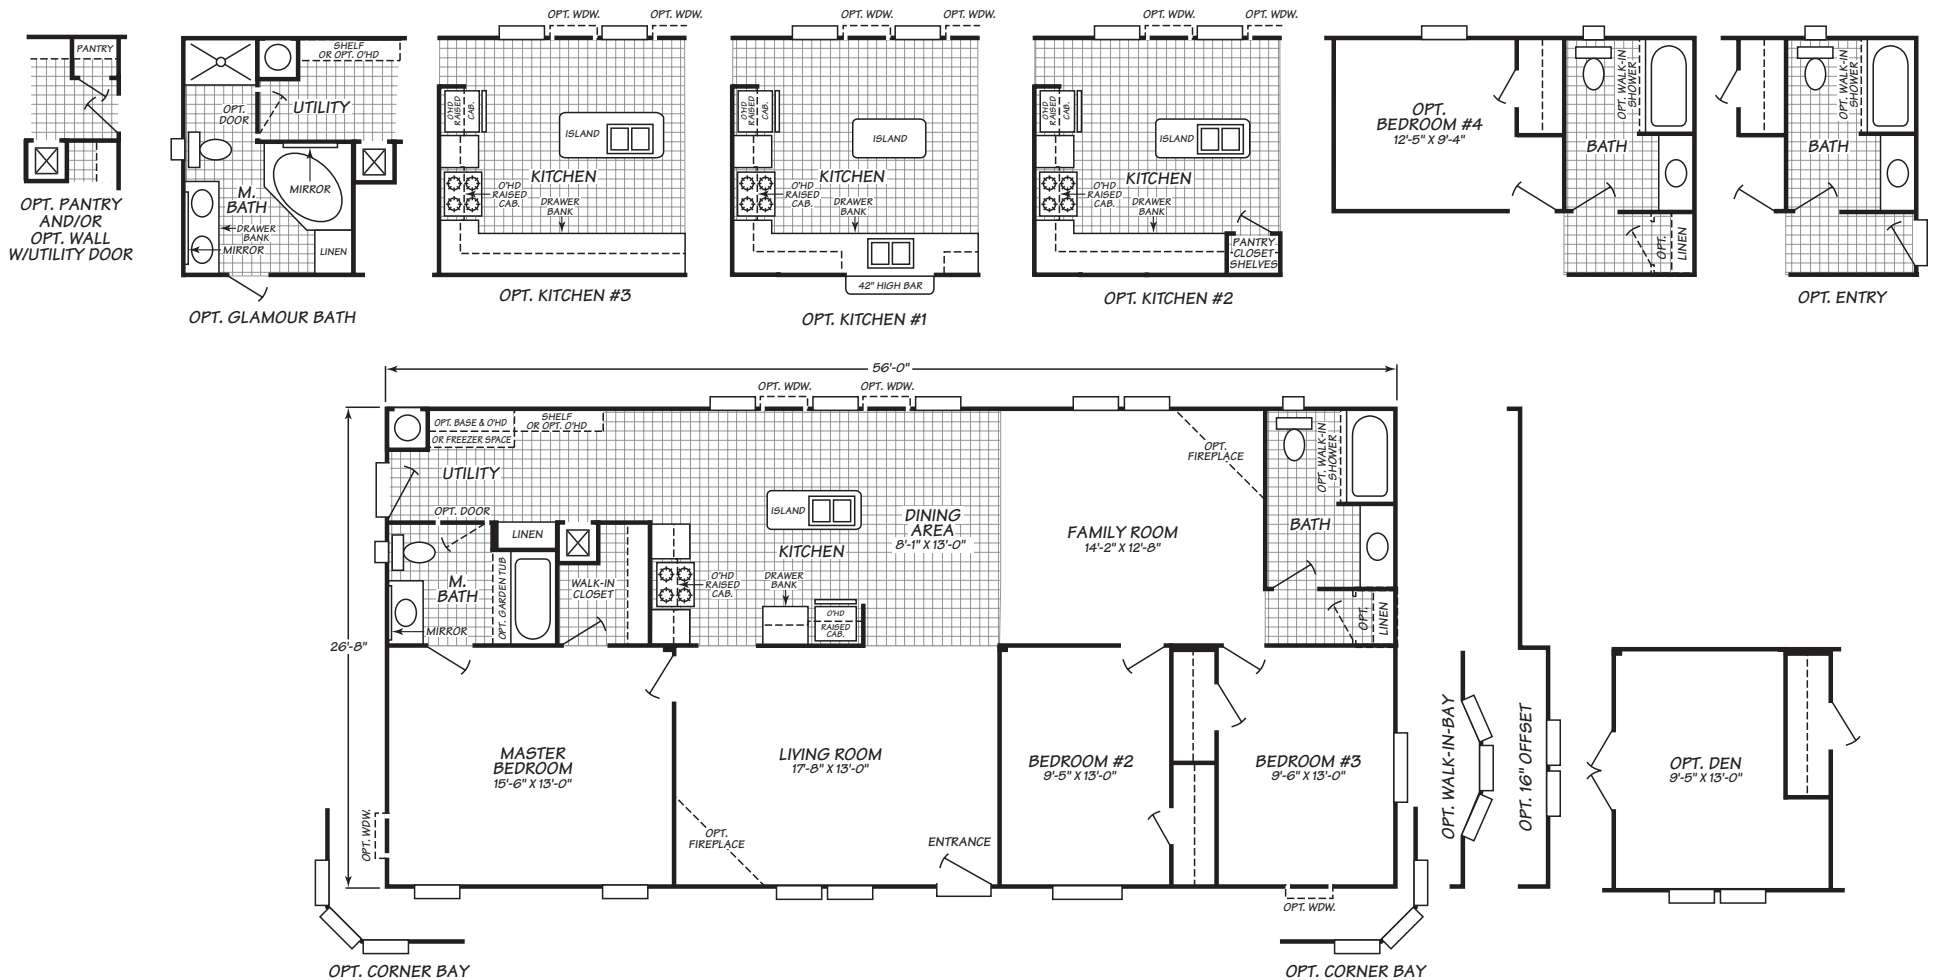 PANTRY
OPT. PANTRY
AND/OR
OPT. WALL
W/UTILITY DOOR
SHELF
OR OPT. O'HD
OPT.
DOOR
UTILITY
MIRROR
M.
BATH
DRAWER
BANK
MIRROR
LINEN
OPT. GLAMOUR BATH
OPT. WDW.
OPT. WDW.
O'HD
RAISED
CAB.
ISLAND
KITCHEN
O'HD
RAISED
CAB.
DRAWER
BANK
OPT. KITCHEN #3
OPT. WDW.
OPT. WDW.
O'HD
RAISED
CAB.
ISLAND
KITCHEN
O'HD
RAISED
CAB.
DRAWER
BANK
42" HIGH BAR
OPT. KITCHEN #1
OPT. WDW.
OPT. WDW.
O'HD
RAISED
CAB.
ISLAND
KITCHEN
O'HD
RAISED
CAB.
DRAWER
BANK
PANTRY
CLOSET
SHELVES
OPT. KITCHEN #2
OPT.
BEDROOM #4
12'-5" X 9'-4"
OPT. WALK-IN
SHOWER
BATH
OPT.
LINEN
OPT. WALK-IN
SHOWER
BATH
OPT. ENTRY
56'-0"
OPT. WDW.
OPT. WDW.
OPT. BASE & O'HD
OR FREEZER SPACE
SHELF
OR OPT. O'HD
UTILITY
OPT. DOOR
LINEN
M.
BATH
MIRROR
OPT. GARDEN TUB
WALK-IN
CLOSET
O'HD
RAISED
CAB.
ISLAND
KITCHEN
DRAWER
BANK
O'HD
RAISED
CAB.
DINING
AREA
8'-1" X 13'-0"
FAMILY ROOM
14'-2" X 12'-8"
OPT.
FIREPLACE
OPT. WALK-IN
SHOWER
BATH
OPT.
LINEN
26'-8"
MASTER
BEDROOM
15'-6" X 13'-0"
OPT. WDW.
LIVING ROOM
17'-8" X 13'-0"
OPT.
FIREPLACE
ENTRANCE
BEDROOM #2
9'-5" X 13'-0"
BEDROOM #3
9'-6" X 13'-0"
OPT. WDW.
OPT. WALK-IN-BAY
OPT. 16" OFFSET
OPT. DEN
9'-5" X 13'-0"
OPT. CORNER BAY
OPT. CORNER BAY